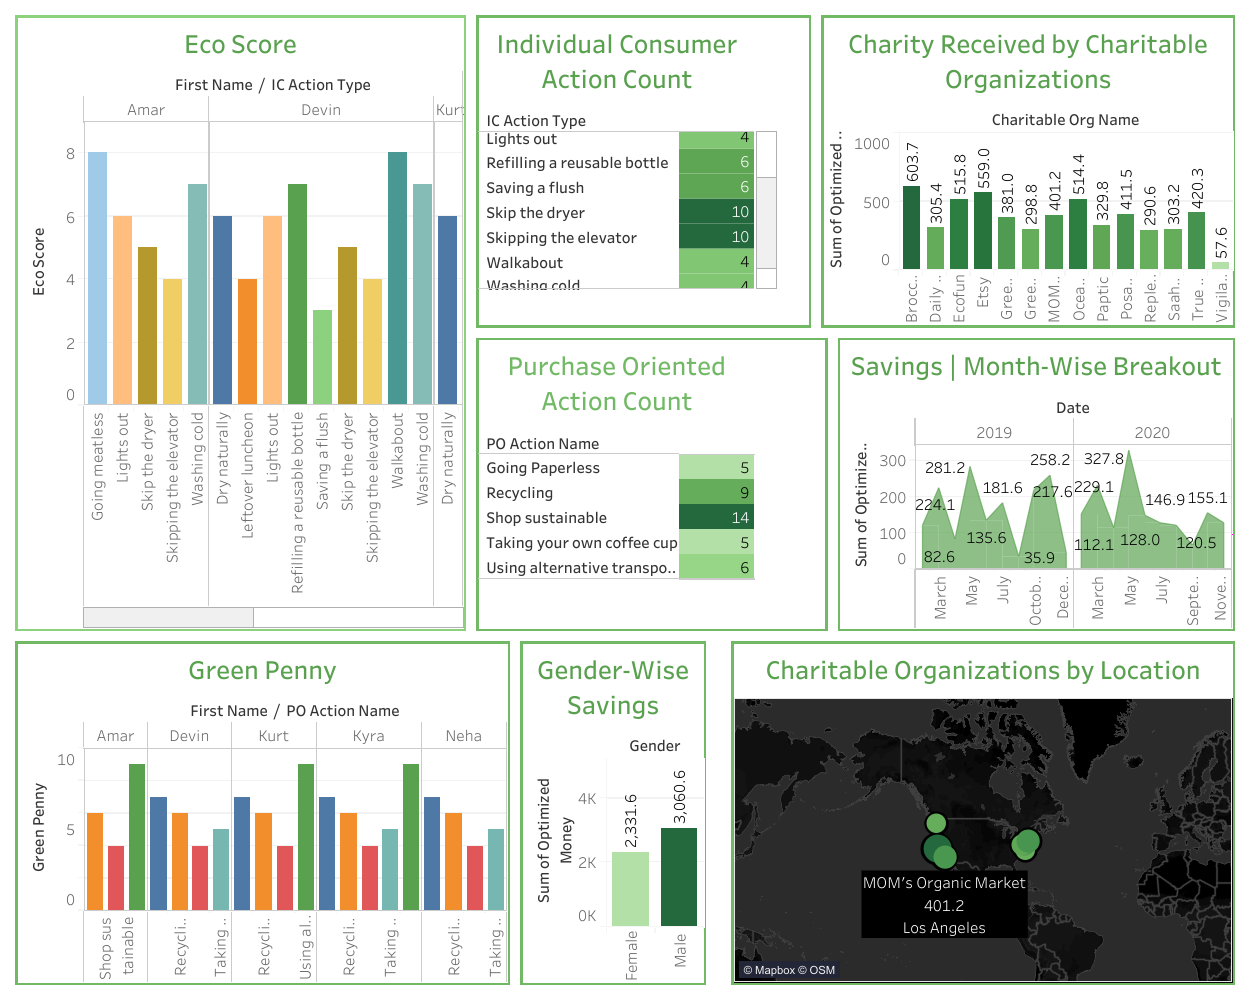 Eco Score
First Name / IC Action Type
Amar
Devin
Kurt
Eco Score
8
6
4
2
0
Going meatless
Lights out
Skip the dryer
Skipping the elevator
Washing cold
Dry naturally
Leftover luncheon
Lights out
Refilling a reusable bottle
Saving a flush
Skip the dryer
Skipping the elevator
Walkabout
Washing cold
Dry naturally
Individual Consumer
Action Count
IC Action Type
Lights out 4
Refilling a reusable bottle 6
Saving a flush 6
Skip the dryer 10
Skipping the elevator 10
Walkabout 4
Washing cold 4
Charity Received by Charitable
Organizations
Charitable Org Name
Sum of Optimized ..
1000
500
0
603.7
305.4
515.8
559.0
381.0
298.8
401.2
514.4
329.8
411.5
290.6
303.2
420.3
57.6
Brocc..
Daily ..
Ecofun
Etsy
Gree..
Gree..
MOM..
Ocea..
Paptic
Posa..
Reple..
Saah..
True ..
Vigila..
Purchase Oriented
Action Count
PO Action Name
Going Paperless 5
Recycling 9
Shop sustainable 14
Taking your own coffee cup 5
Using alternative transpo.. 6
Savings | Month-Wise Breakout
Date
2019
2020
Sum of Optimize..
300
200
100
0
224.1
82.6
281.2
135.6
181.6
35.9
258.2
217.6
229.1
112.1
327.8
128.0
146.9
120.5
155.1
March
May
July
Octob..
Dece..
March
May
July
Septe..
Nove..
Green Penny
First Name / PO Action Name
Amar
Devin
Kurt
Kyra
Neha
Green Penny
10
5
0
Shop sus
tainable
Recycli..
Taking ..
Recycli..
Using al..
Recycli..
Taking ..
Recycli..
Taking ..
Gender-Wise
Savings
Gender
Sum of Optimized
Money
4K
2K
0K
2,331.6
3,060.6
Female
Male
Charitable Organizations by Location
MOM's Organic Market
401.2
Los Angeles
© Mapbox © OSM